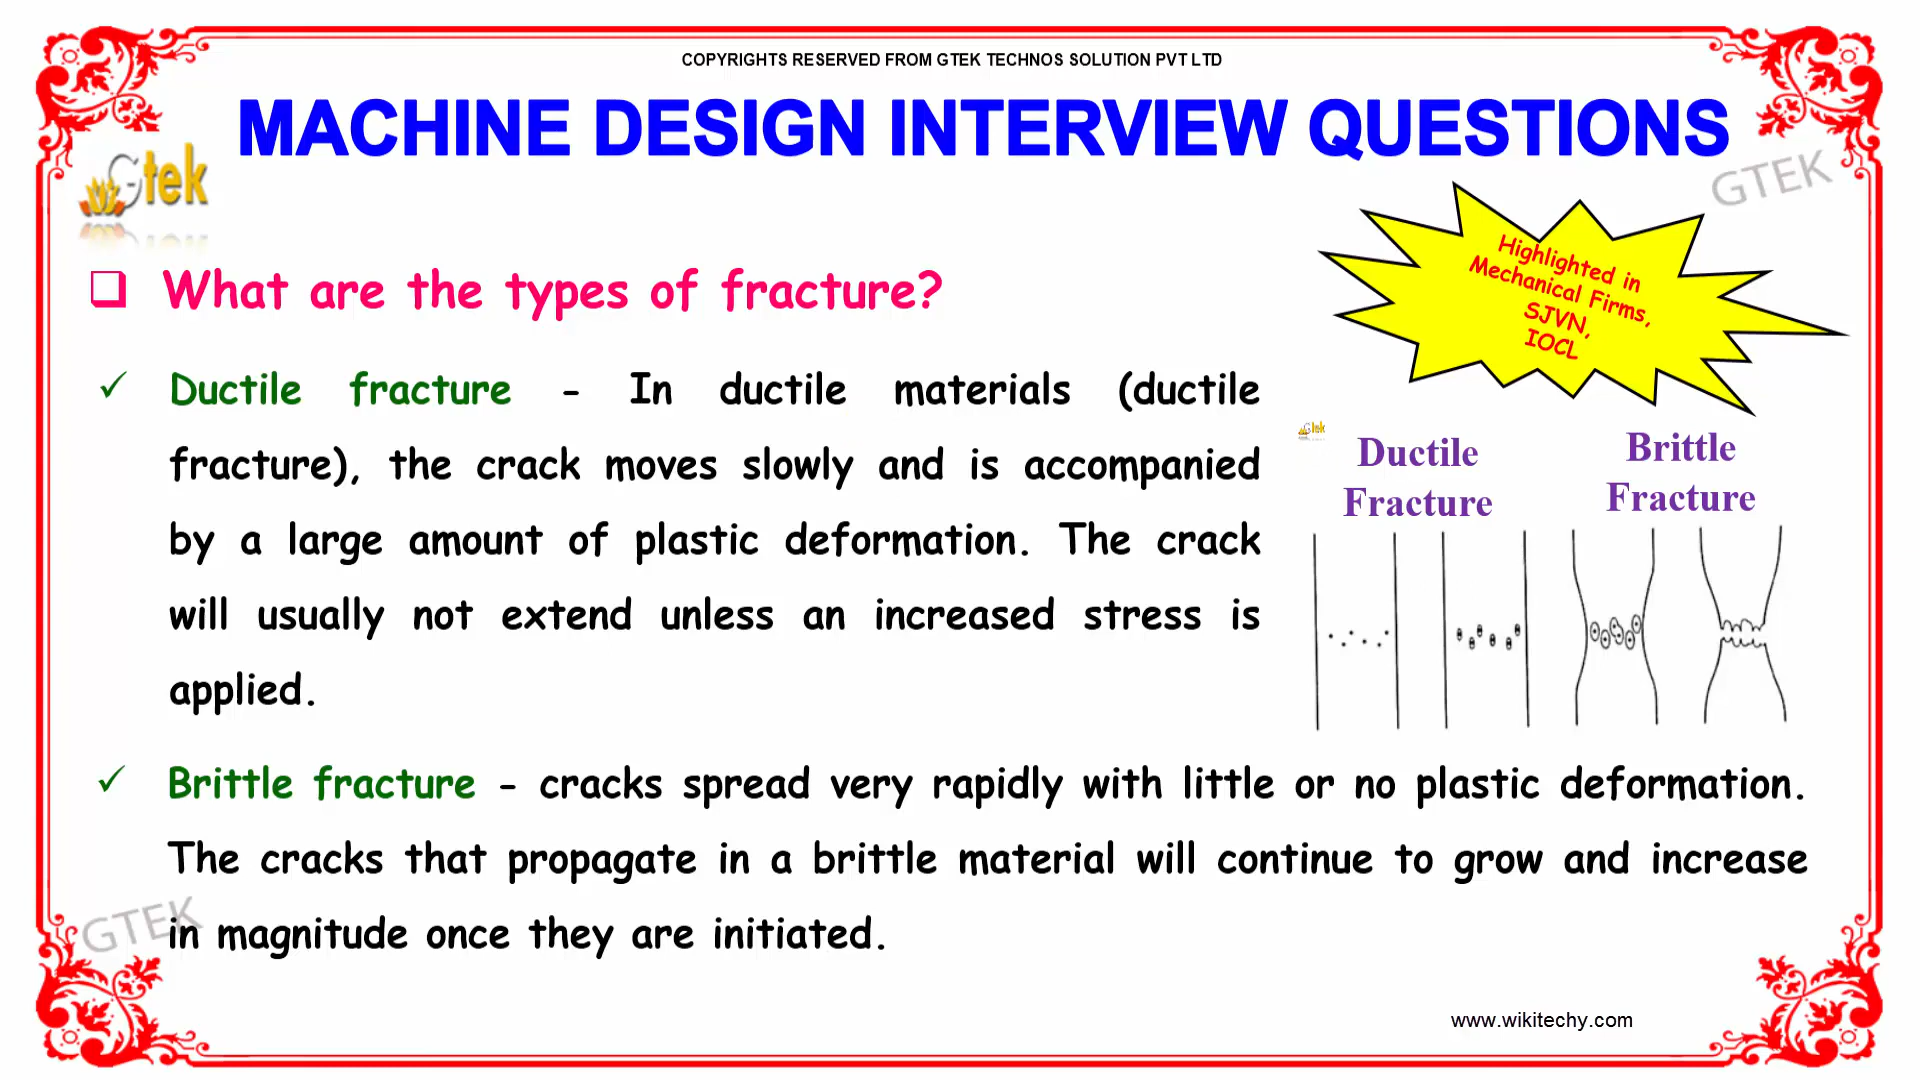 COPYRIGHTS RESERVED FROM GTEK TECHNOS SOLUTION PVT LTD
MACHINE DESIGN INTERVIEW QUESTIONS
Gtek
GTEK
Highlighted in
Mechanical Firms,
SJVN,
IOCL
What are the types of fracture?
Ductile fracture - In ductile materials (ductile
fracture), the crack moves slowly and is accompanied
by a large amount of plastic deformation. The crack
will usually not extend unless an increased stress is
applied.
Gtek
Ductile
Fracture
Brittle
Fracture
Brittle fracture - cracks spread very rapidly with little or no plastic deformation.
The cracks that propagate in a brittle material will continue to grow and increase
in magnitude once they are initiated.
GTEK
www.wikitechy.com